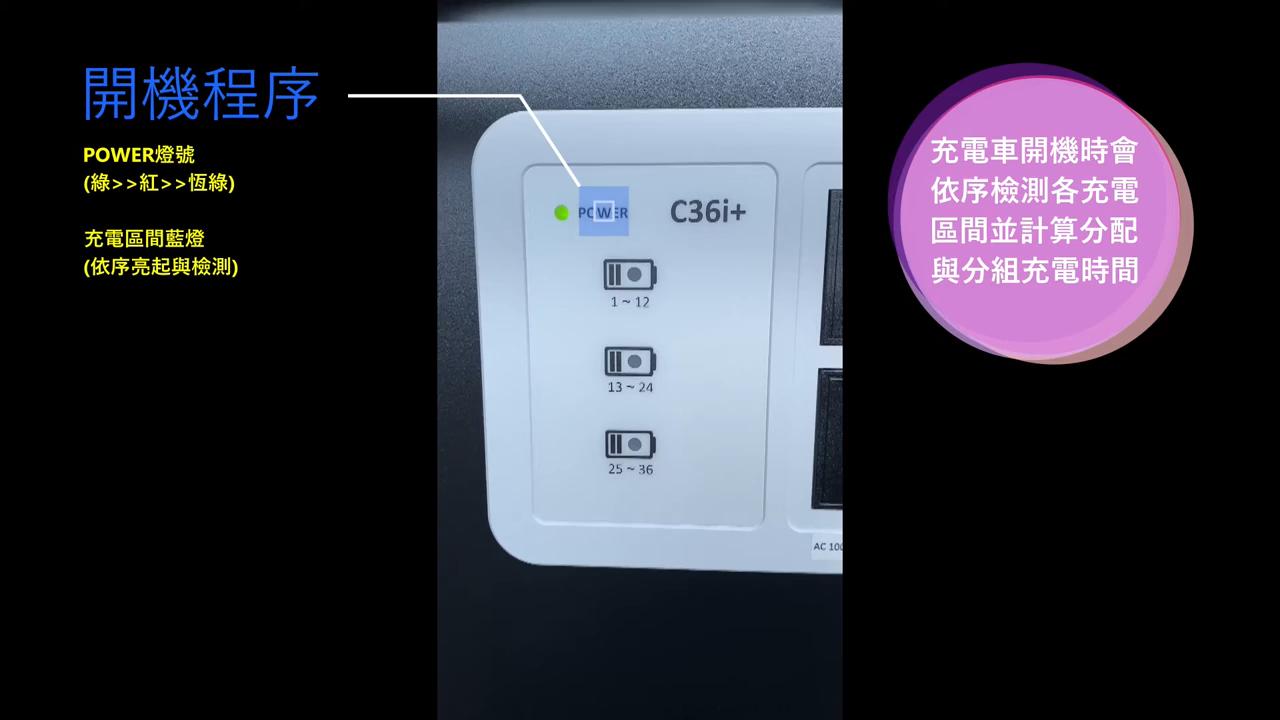 開機程序
POWER燈號
(綠>>紅>>恆綠)
充電區間藍燈
(依序亮起與檢測)
POWER
C36i+
1 ~ 12
13 ~ 24
25 ~ 36
AC 100
充電車開機時會
依序檢測各充電
區間並計算分配
與分組充電時間